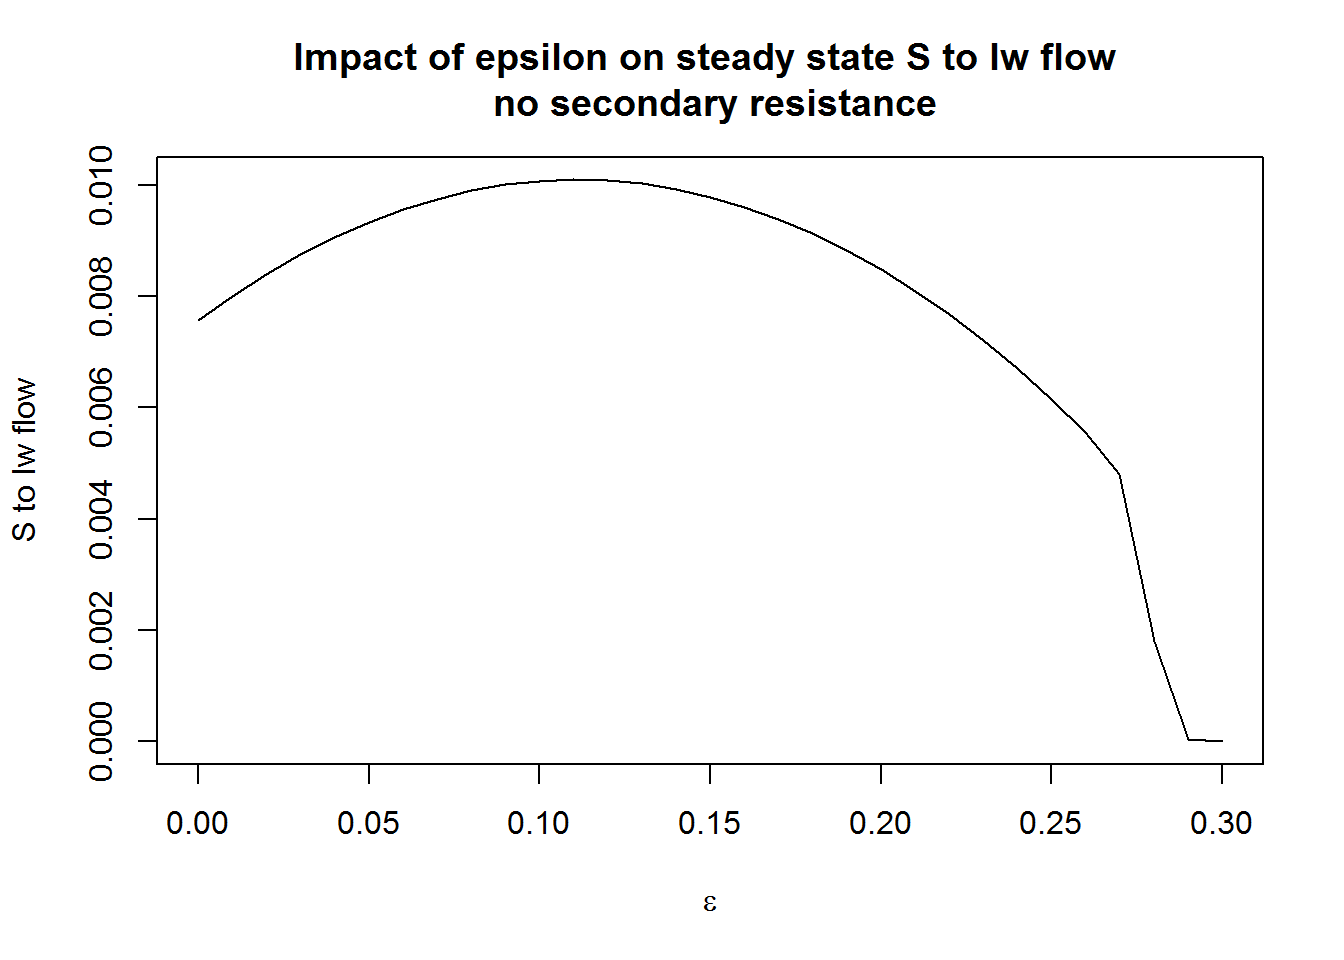 Impact of epsilon on steady state S to Iw flow
no secondary resistance
S to Iw flow
0.010
0.008
0.006
0.004
0.002
0.000
0.00 0.05 0.10 0.15 0.20 0.25 0.30
ε